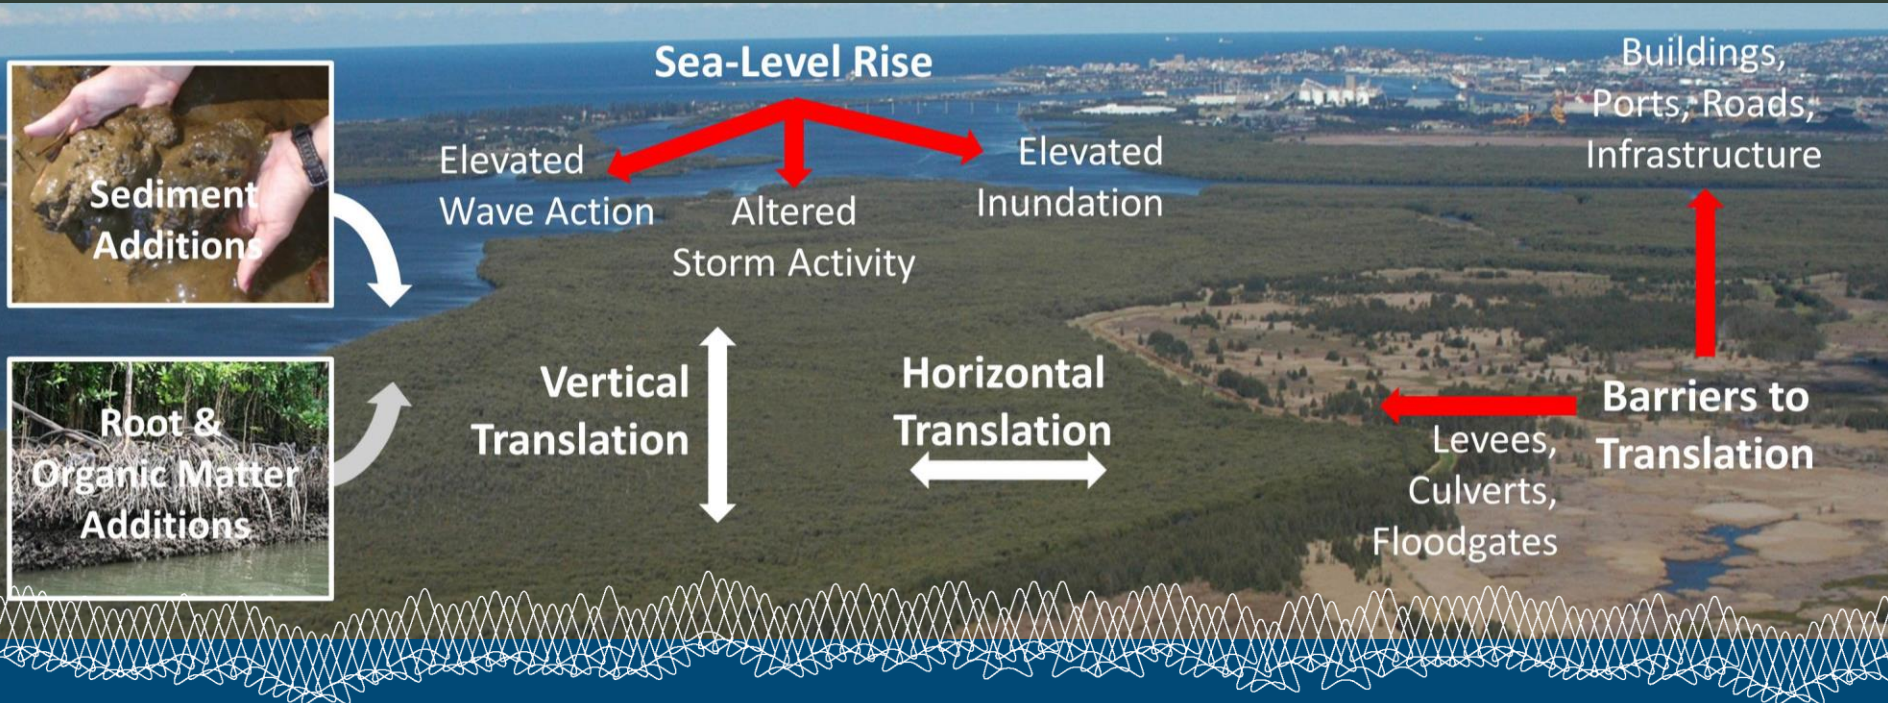 Sea-Level Rise
Elevated
Wave Action
Altered
Storm Activity
Elevated
Inundation
Buildings,
Ports, Roads,
Infrastructure
Sediment
Additions
Root &
Organic Matter
Additions
Vertical
Translation
Horizontal
Translation
Barriers to
Translation
Levees,
Culverts,
Floodgates